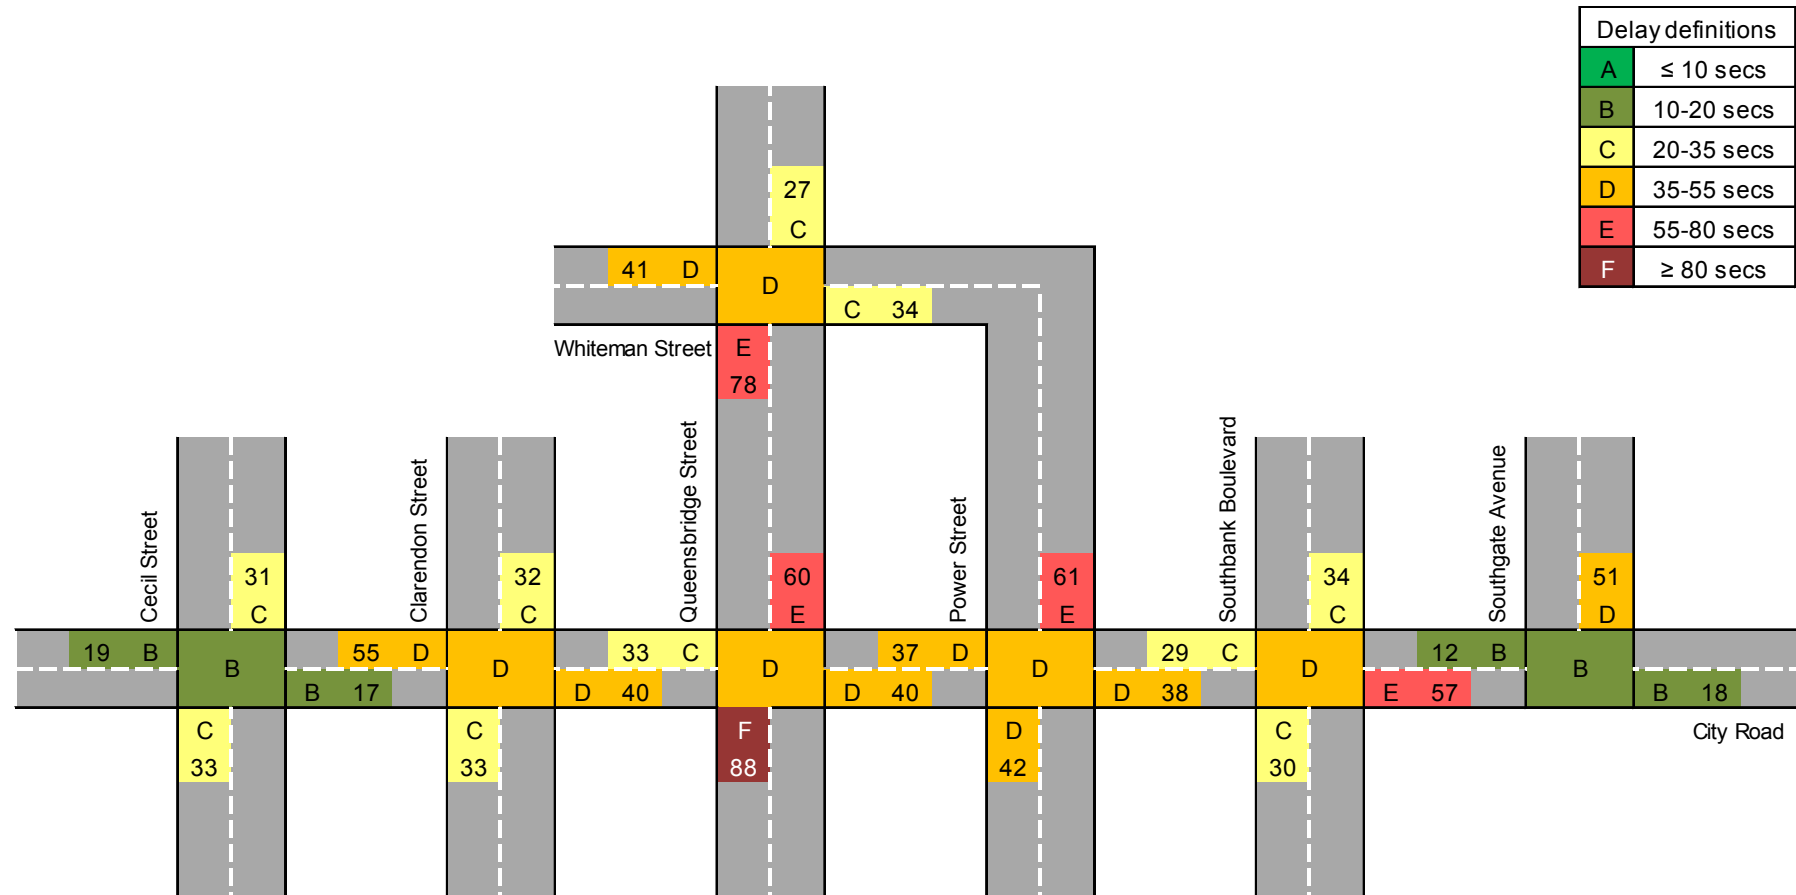 Delay definitions
A ≤ 10 secs
B 10-20 secs
C 20-35 secs
D 35-55 secs
E 55-80 secs
F ≥ 80 secs
27
C
41 D
D
C 34
Whiteman Street
E
78
Cecil Street
Clarendon Street
Queensbridge Street
Power Street
Southbank Boulevard
Southgate Avenue
31
C
32
C
60
E
61
E
34
C
51
D
19 B
B
B 17
55 D
D
D 40
33 C
D
D 40
37 D
D
D 38
29 C
D
E 57
12 B
B
B 18
C
33
C
33
F
88
D
42
C
30
City Road